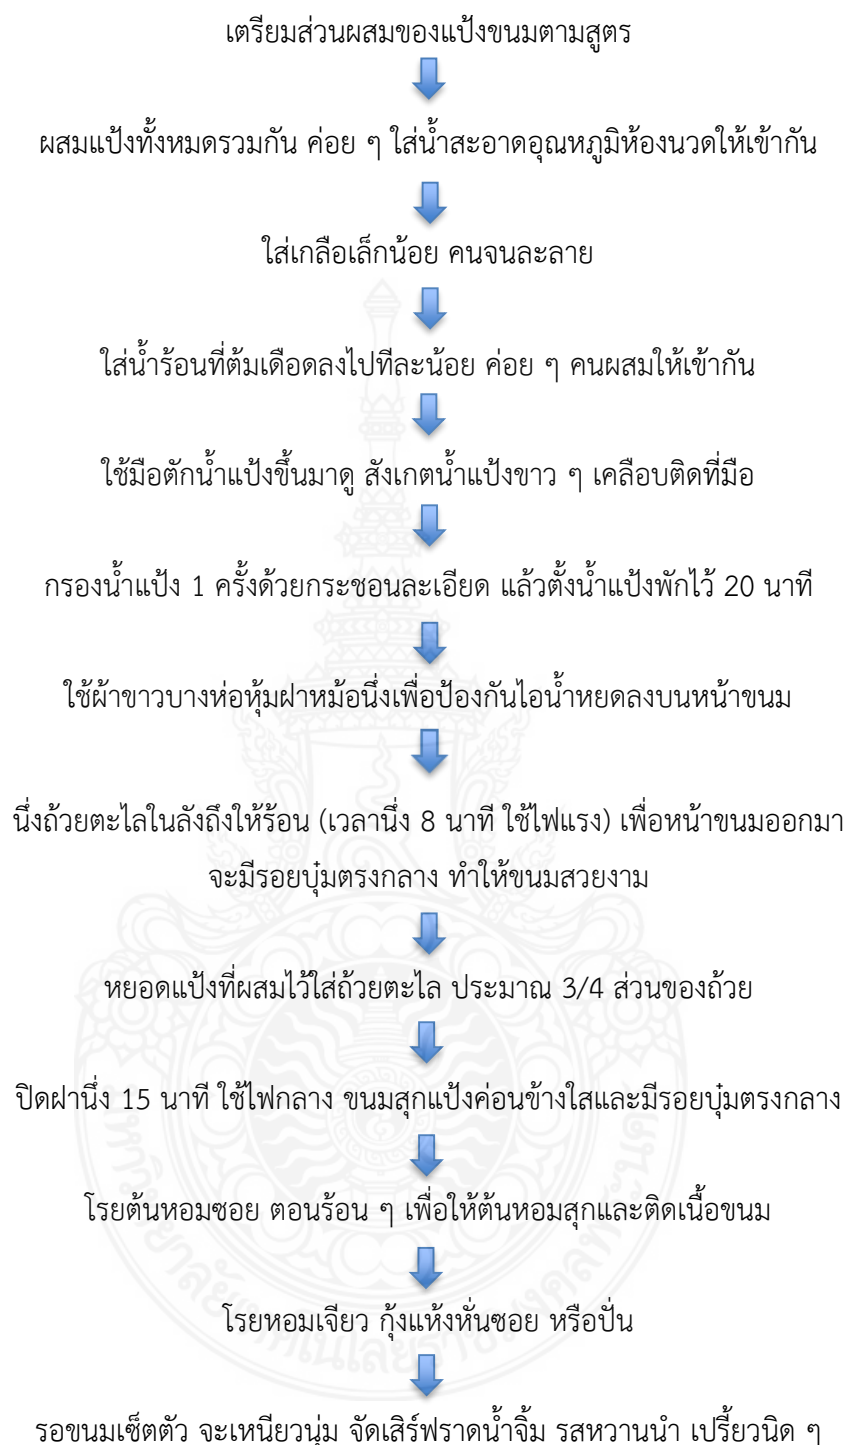 เตรียมส่วนผสมของแป้งขนมตามสูตร
ผสมแป้งทั้งหมดรวมกัน ค่อย ๆ ใส่น้ำสะอาดอุณหภูมิห้องนวดให้เข้ากัน
ใส่เกลือเล็กน้อย คนจนละลาย
ใส่น้ำร้อนที่ต้มเดือดลงไปทีละน้อย ค่อย ๆ คนผสมให้เข้ากัน
ใช้มือตักน้ำแป้งขึ้นมาดู สังเกตน้ำแป้งขาว ๆ เคลือบติดที่มือ
กรองน้ำแป้ง 1 ครั้งด้วยกระชอนละเอียด แล้วตั้งน้ำแป้งพักไว้ 20 นาที
ใช้ผ้าขาวบางห่อหุ้มฝาหม้อนึ่งเพื่อป้องกันไอน้ำหยดลงบนหน้าขนม
นึ่งถ้วยตะไลในลังถึงให้ร้อน (เวลานึ่ง 8 นาที ใช้ไฟแรง) เพื่อหน้าขนมออกมา
จะมีรอยบุ๋มตรงกลาง ทำให้ขนมสวยงาม
หยอดแป้งที่ผสมไว้ใส่ถ้วยตะไล ประมาณ 3/4 ส่วนของถ้วย
ปิดฝานึ่ง 15 นาที ใช้ไฟกลาง ขนมสุกแป้งค่อนข้างใสและมีรอยบุ๋มตรงกลาง
โรยต้นหอมซอย ตอนร้อน ๆ เพื่อให้ต้นหอมสุกและติดเนื้อขนม
โรยหอมเจียว กุ้งแห้งหั่นซอย หรือปั่น
รอขนมเซ็ตตัว จะเหนียวนุ่ม จัดเสิร์ฟราดน้ำจิ้ม รสหวานนำ เปรี้ยวนิด ๆ